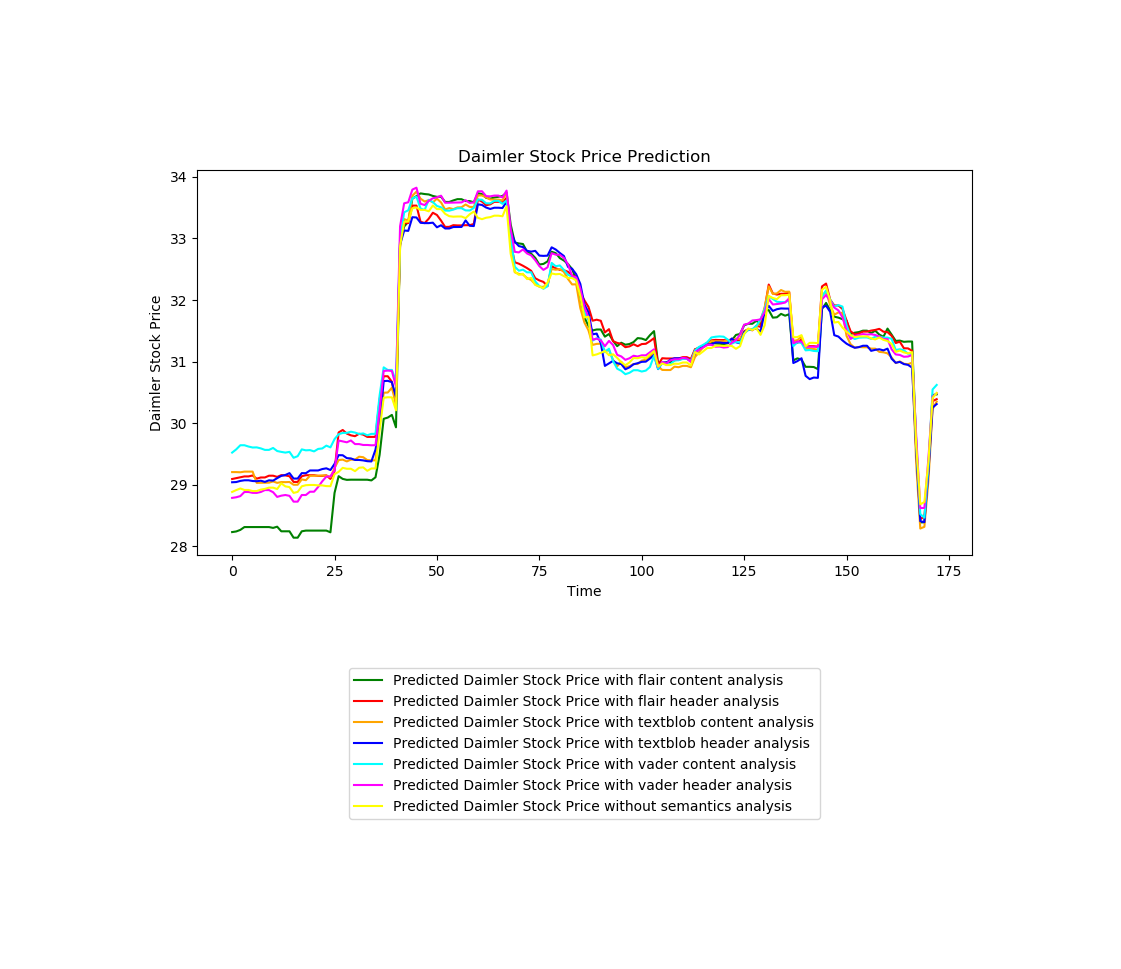 Daimler Stock Price Prediction
34
33
32
31
30
29
28
Daimler Stock Price
0 25 50 75 100 125 150 175
Time
Predicted Daimler Stock Price with flair content analysis
Predicted Daimler Stock Price with flair header analysis
Predicted Daimler Stock Price with textblob content analysis
Predicted Daimler Stock Price with textblob header analysis
Predicted Daimler Stock Price with vader content analysis
Predicted Daimler Stock Price with vader header analysis
Predicted Daimler Stock Price without semantics analysis